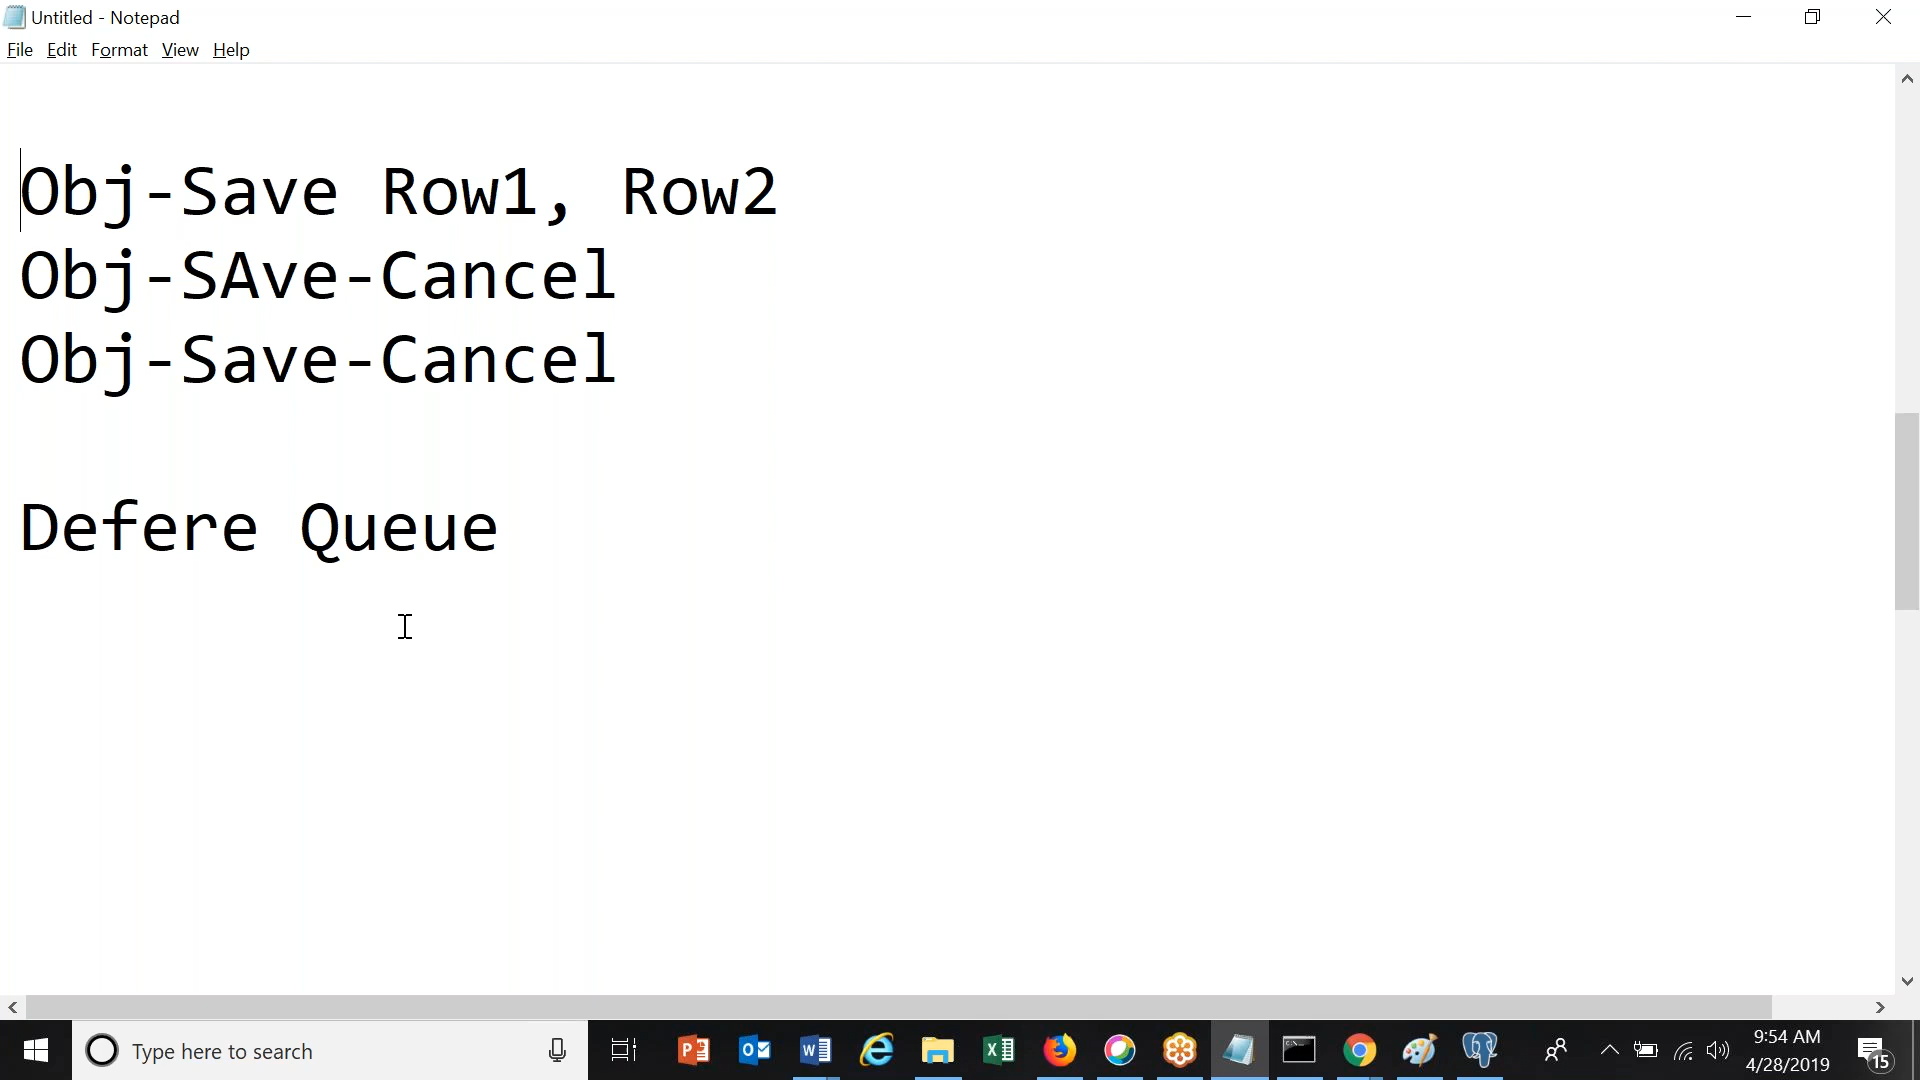 Untitled - Notepad
File Edit Format View Help
Obj-Save Row1, Row2
Obj-SAve-Cancel
Obj-Save-Cancel
Defere Queue
Type here to search
9:54 AM
4/28/2019
15